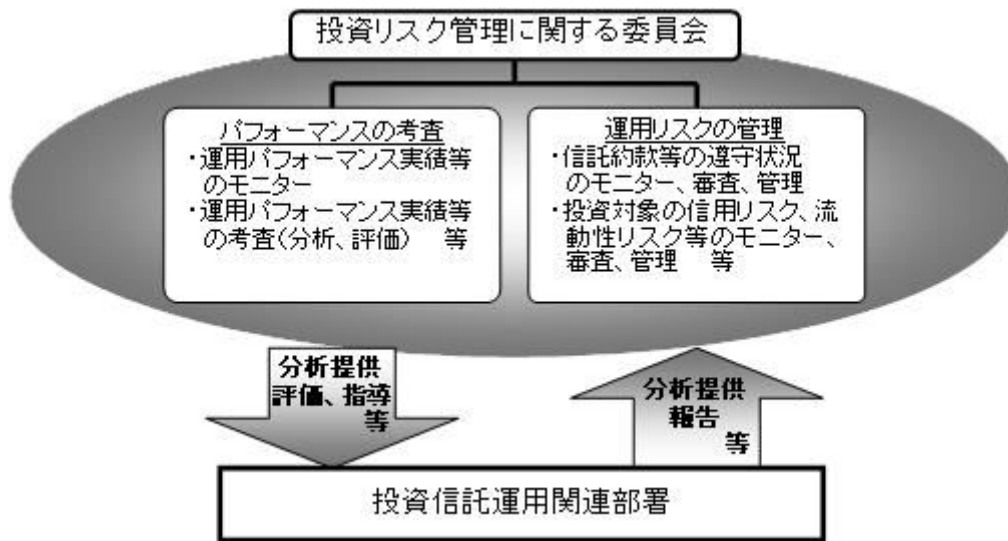 投資リスク管理に関する委員会
パフォーマンスの考査
・運用パフォーマンス実績等
のモニター
・運用パフォーマンス実績等
の考査(分析、評価)　等
運用リスクの管理
・信託約款等の遵守状況
のモニター、審査、管理
・投資対象の信用リスク、流
動性リスク等のモニター、
審査、管理　等
分析提供
評価、指導
等
分析提供
報告
等
投資信託運用関連部署